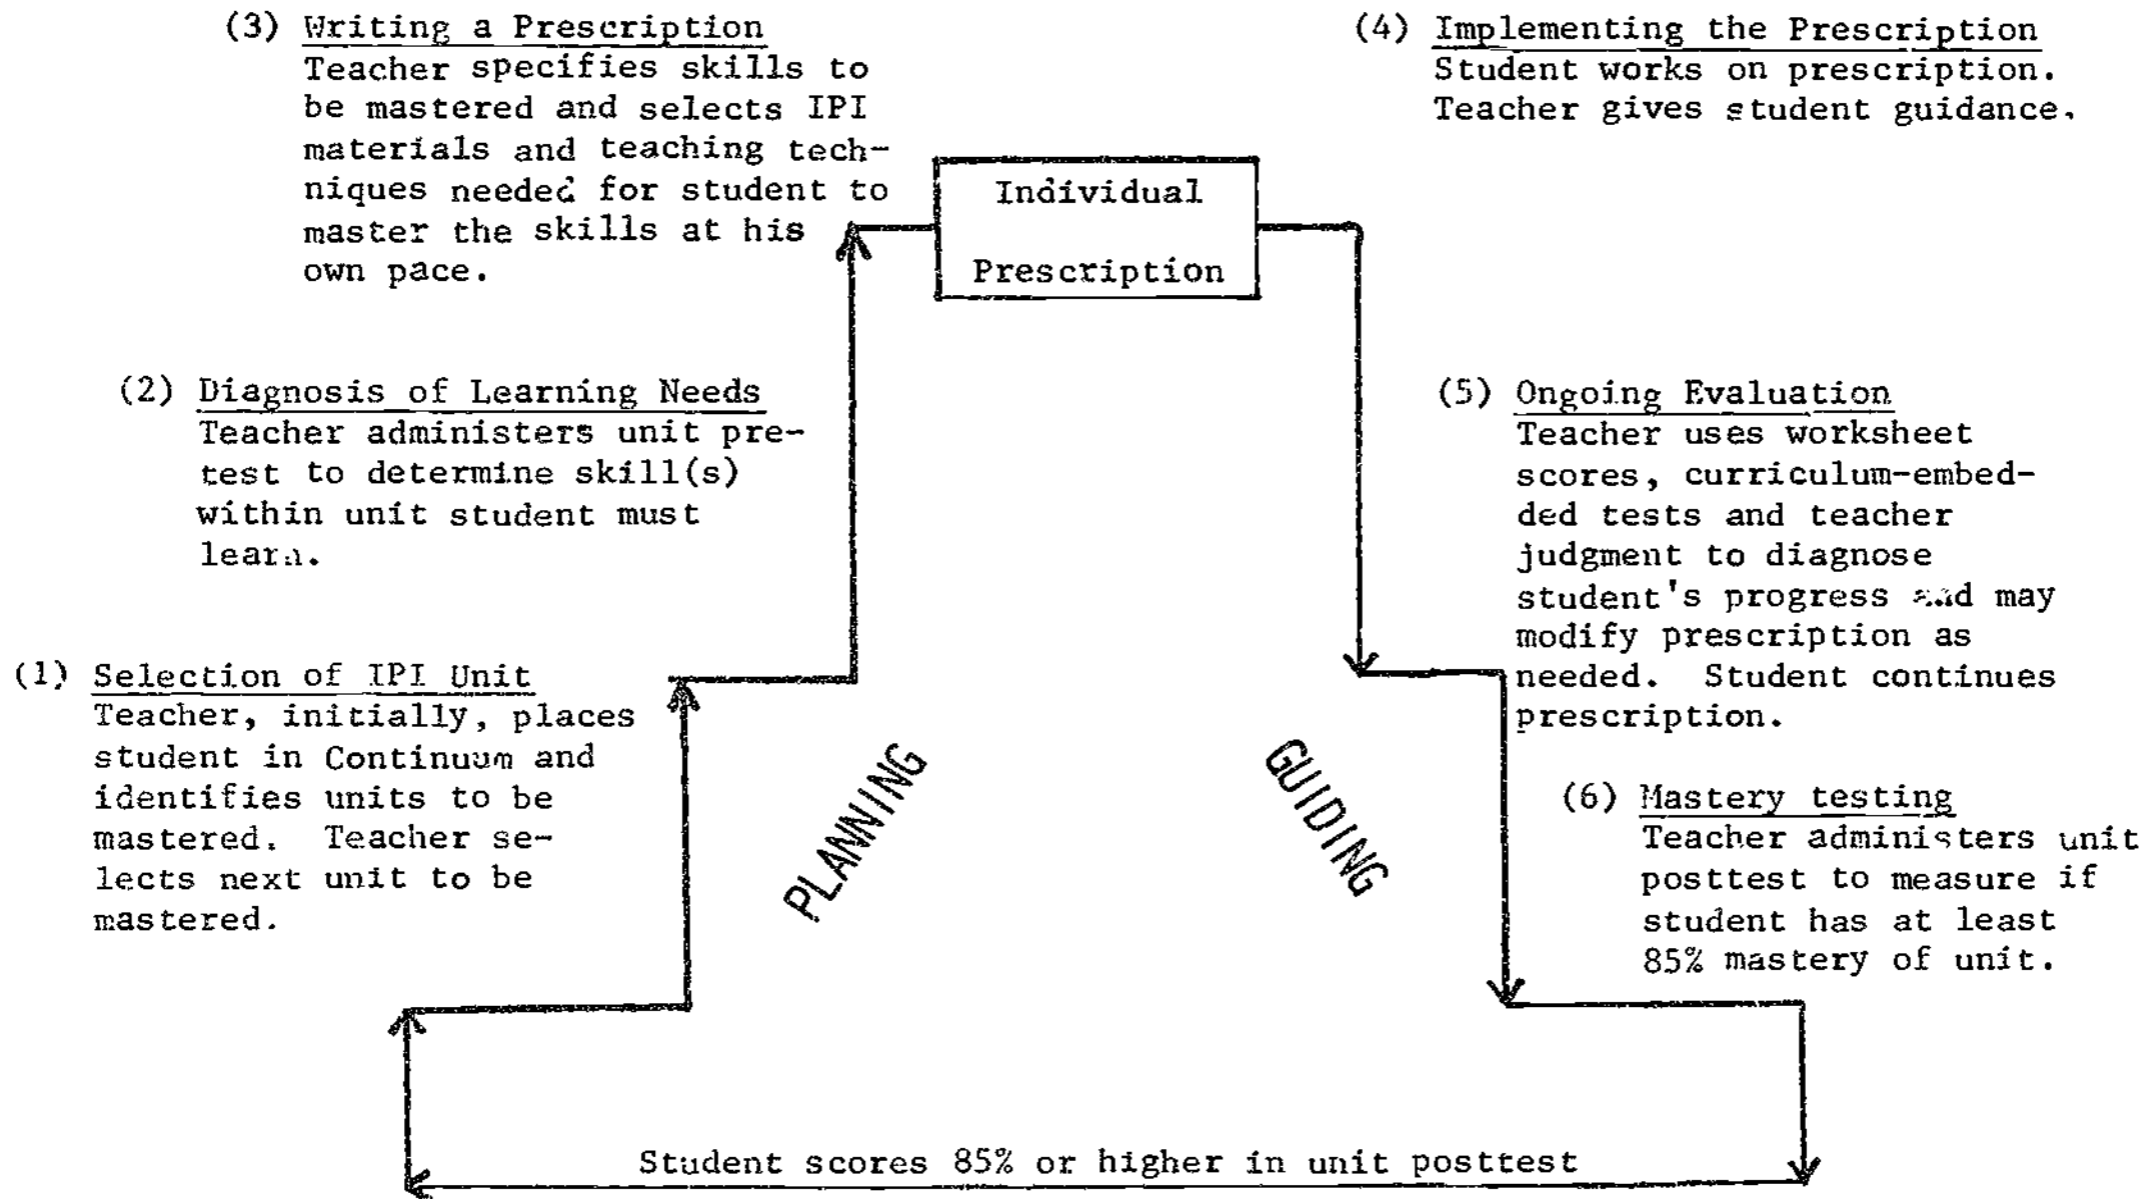 (3) Writing a Prescription
Teacher specifies skills to
be mastered and selects IPI
materials and teaching tech-
niques needed for student to
master the skills at his
own pace.
(4) Implementing the Prescription
Student works on prescription.
Teacher gives student guidance.
Individual
Prescription
(2) Diagnosis of Learning Needs
Teacher administers unit pre-
test to determine skill(s)
within unit student must
learn.
(5) Ongoing Evaluation
Teacher uses worksheet
scores, curriculum-embed-
ded tests and teacher
judgment to diagnose
student's progress and may
modify prescription as
needed. Student continues
prescription.
(1) Selection of IPI Unit
Teacher, initially, places
student in Continuum and
identifies units to be
mastered. Teacher se-
lects next unit to be
mastered.
PLANNING
GUIDING
(6) Mastery testing
Teacher administers unit
posttest to measure if
student has at least
85% mastery of unit.
Student scores 85% or higher in unit posttest